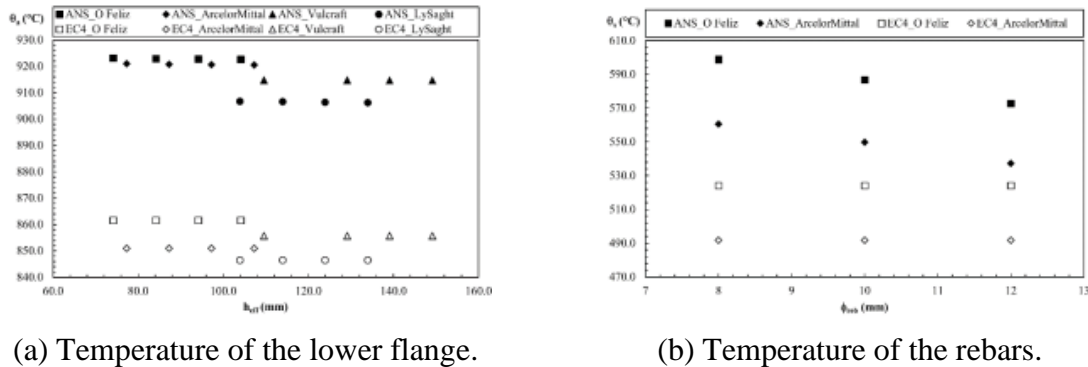 θₐ (°C)
■ANS_O Feliz ◆ANS_ArcelorMittal ▲ANS_Vulcraft ●ANS_LySaght
□EC4_O Feliz ◇EC4_ArcelorMittal △EC4_Vulcraft ○EC4_LySaght
930.0
920.0
910.0
900.0
890.0
880.0
870.0
860.0
850.0
840.0
60.0 80.0 100.0 120.0 140.0 160.0
h_eff (mm)
(a) Temperature of the lower flange.
θₛ (°C)
■ANS_O Feliz ◆ANS_ArcelorMittal □EC4_O Feliz ◇EC4_ArcelorMittal
610.0
590.0
570.0
550.0
530.0
510.0
490.0
470.0
7 8 9 10 11 12 13
(mm)
(b) Temperature of the rebars.